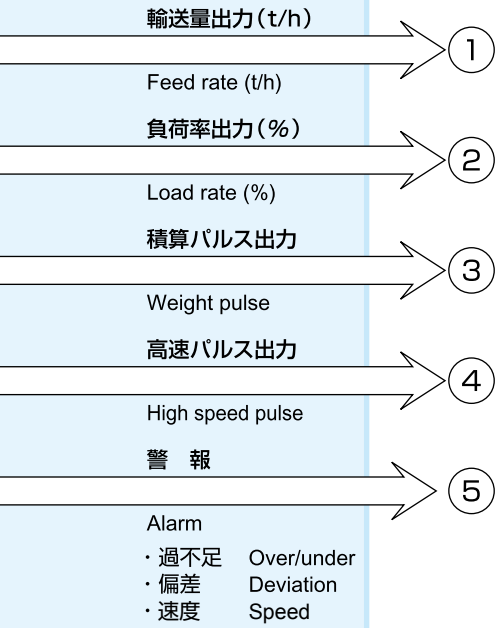 輸送量出力(t/h)
1
Feed rate (t/h)
負荷率出力(%)
2
Load rate (%)
積算パルス出力
3
Weight pulse
高速パルス出力
4
High speed pulse
警　報
5
Alarm
・過不足　Over/under
・偏差　Deviation
・速度　Speed